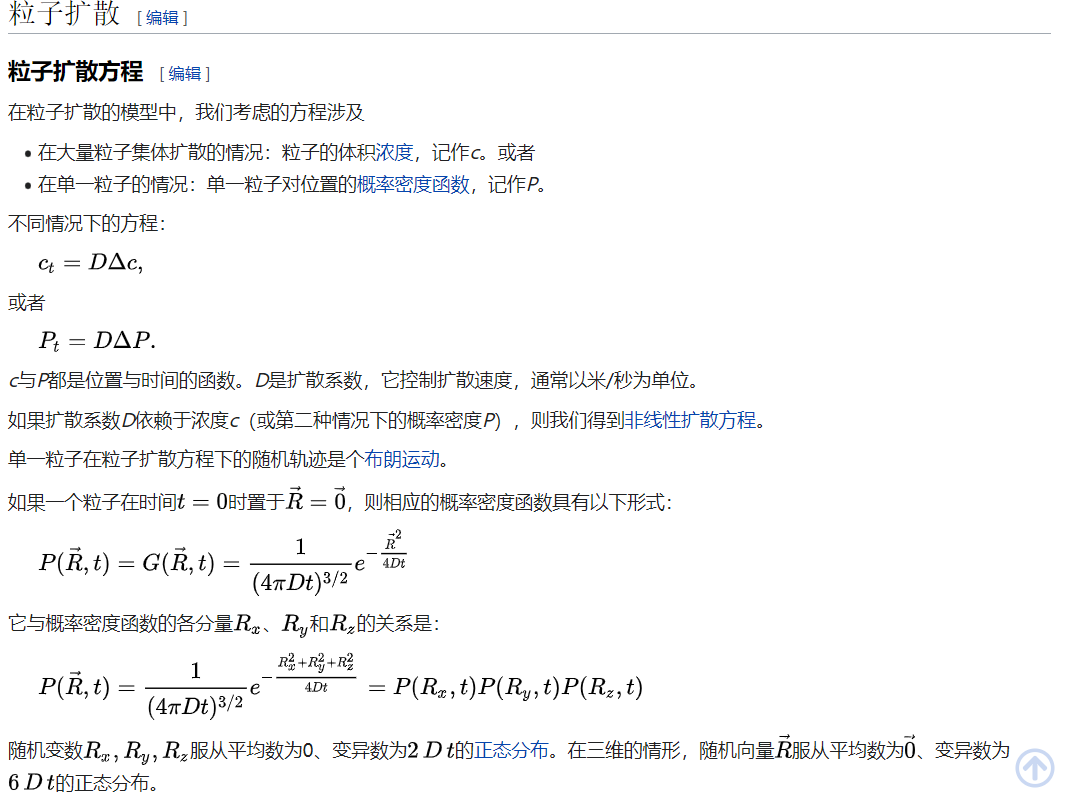 粒子扩散 [编辑]
粒子扩散方程 [编辑]
在粒子扩散的模型中，我们考虑的方程涉及
• 在大量粒子集体扩散的情况：粒子的体积浓度，记作c。或者
• 在单一粒子的情况：单一粒子对位置的概率密度函数，记作P。
不同情况下的方程：
$c_t = D\Delta c,$
或者
$P_t = D\Delta P.$
c与P都是位置与时间的函数。D是扩散系数，它控制扩散速度，通常以米/秒为单位。
如果扩散系数D依赖于浓度c（或第二种情况下的概率密度P），则我们得到非线性扩散方程。
单一粒子在粒子扩散方程下的随机轨迹是个布朗运动。
如果一个粒子在时间$t = 0$时置于$\vec{R} = \vec{0}$，则相应的概率密度函数具有以下形式：
$P(\vec{R}, t) = G(\vec{R}, t) = \frac{1}{(4\pi Dt)^{3/2}} e^{-\frac{\vec{R}^2}{4Dt}}$
它与概率密度函数的各分量$R_x$、$R_y$和$R_z$的关系是：
$P(\vec{R}, t) = \frac{1}{(4\pi Dt)^{3/2}} e^{-\frac{R_x^2 + R_y^2 + R_z^2}{4Dt}} = P(R_x, t)P(R_y, t)P(R_z, t)$
随机变数$R_x, R_y, R_z$服从平均数为0、变异数为$2\,D\,t$的正态分布。在三维的情形，随机向量$\vec{R}$服从平均数为$\vec{0}$、变异数为
$6\,D\,t$的正态分布。